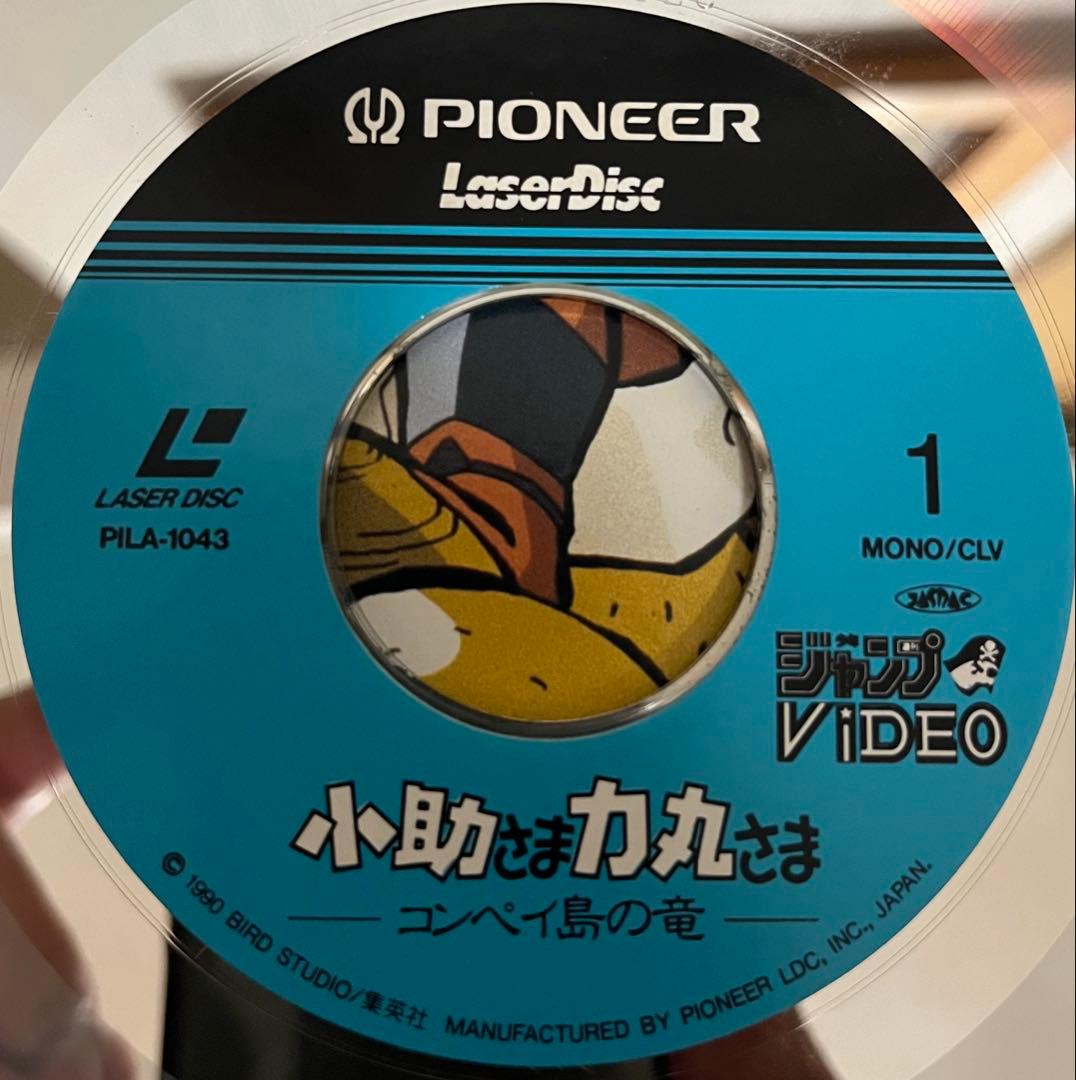 PIONEER
LaserDisc
LASER DISC
PILA-1043
1
MONO/CLV
週刊
ジャンプ
ViDEO
小助さま力丸さま
コンペイ島の竜
© 1990 BIRD STUDIO/集英社 MANUFACTURED BY PIONEER LDC, INC., JAPAN.